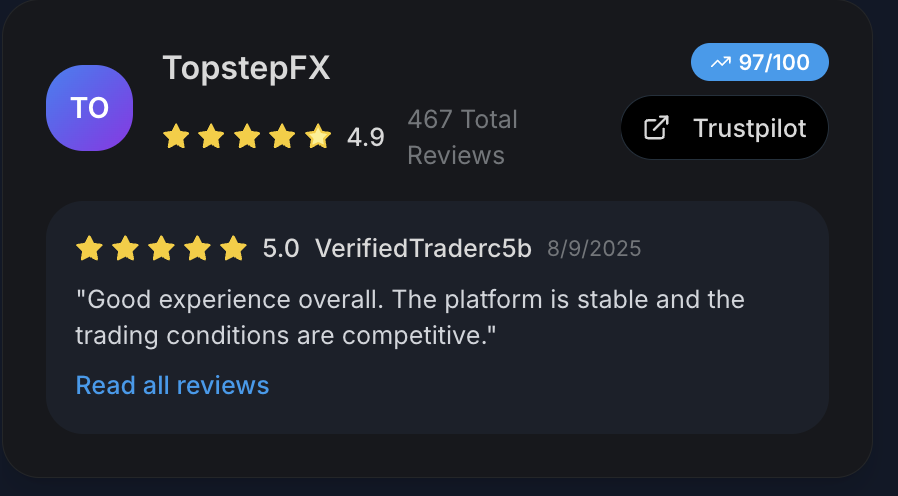 TO
TopstepFX
4.9
467 Total
Reviews
97/100
Trustpilot
5.0 VerifiedTraderc5b 8/9/2025
"Good experience overall. The platform is stable and the
trading conditions are competitive."
Read all reviews